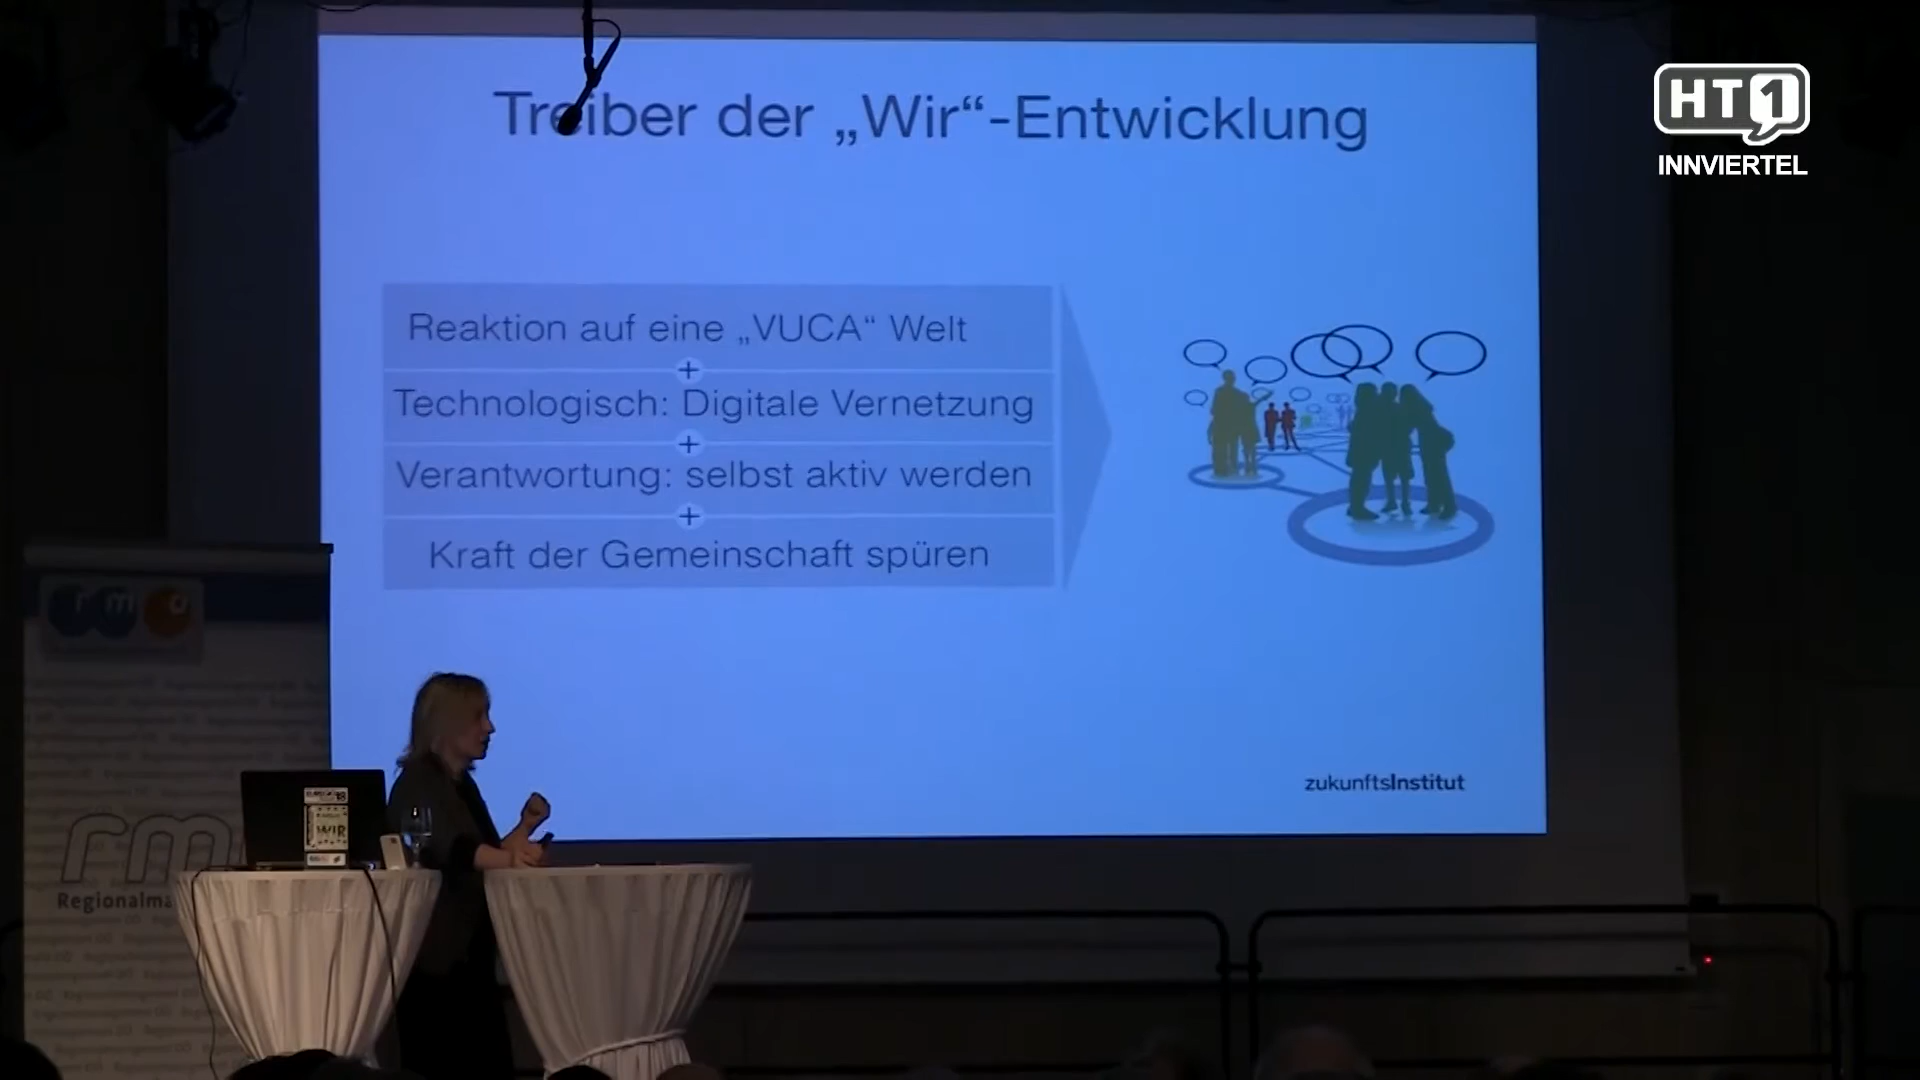 HT1
INNVIERTEL
Treiber der „Wir“-Entwicklung
Reaktion auf eine „VUCA“ Welt
+
Technologisch: Digitale Vernetzung
+
Verantwortung: selbst aktiv werden
+
Kraft der Gemeinschaft spüren
zukunftsInstitut
rm
WIR